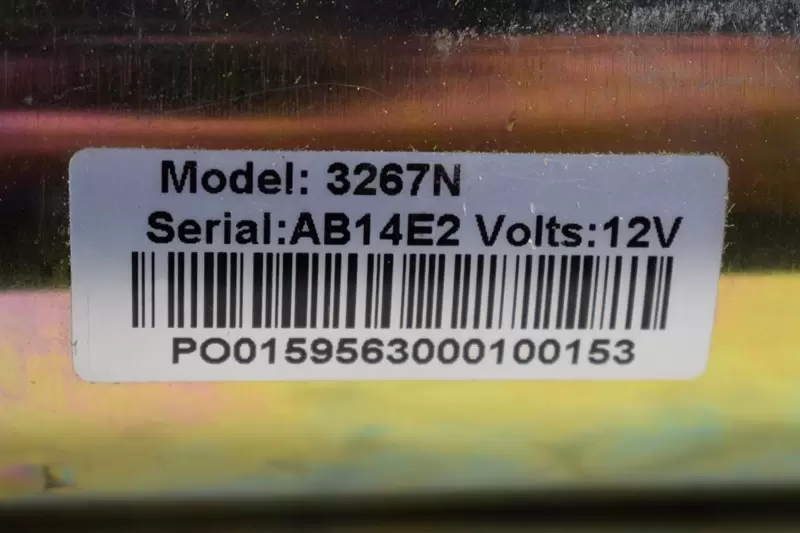 Model: 3267N
Serial:AB14E2 Volts:12V
PO0159563000100153